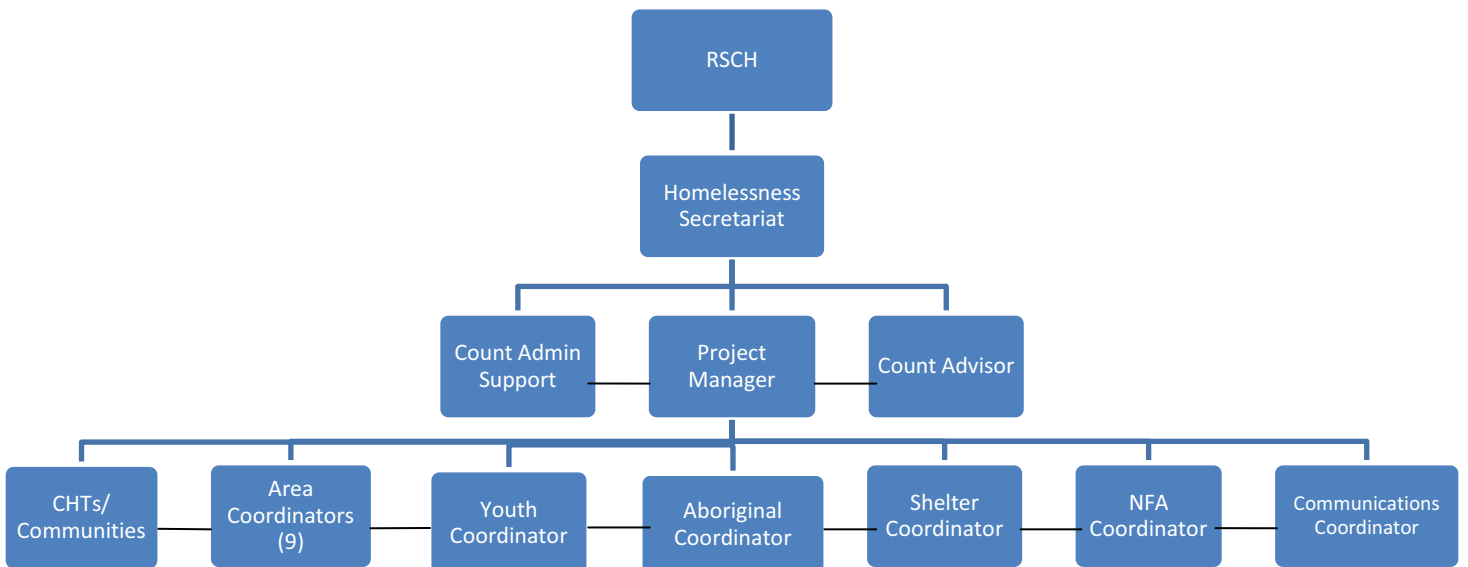 RSCH
Homelessness
Secretariat
Count Admin
Support
Project
Manager
Count Advisor
CHTs/
Communities
Area
Coordinators
(9)
Youth
Coordinator
Aboriginal
Coordinator
Shelter
Coordinator
NFA
Coordinator
Communications
Coordinator